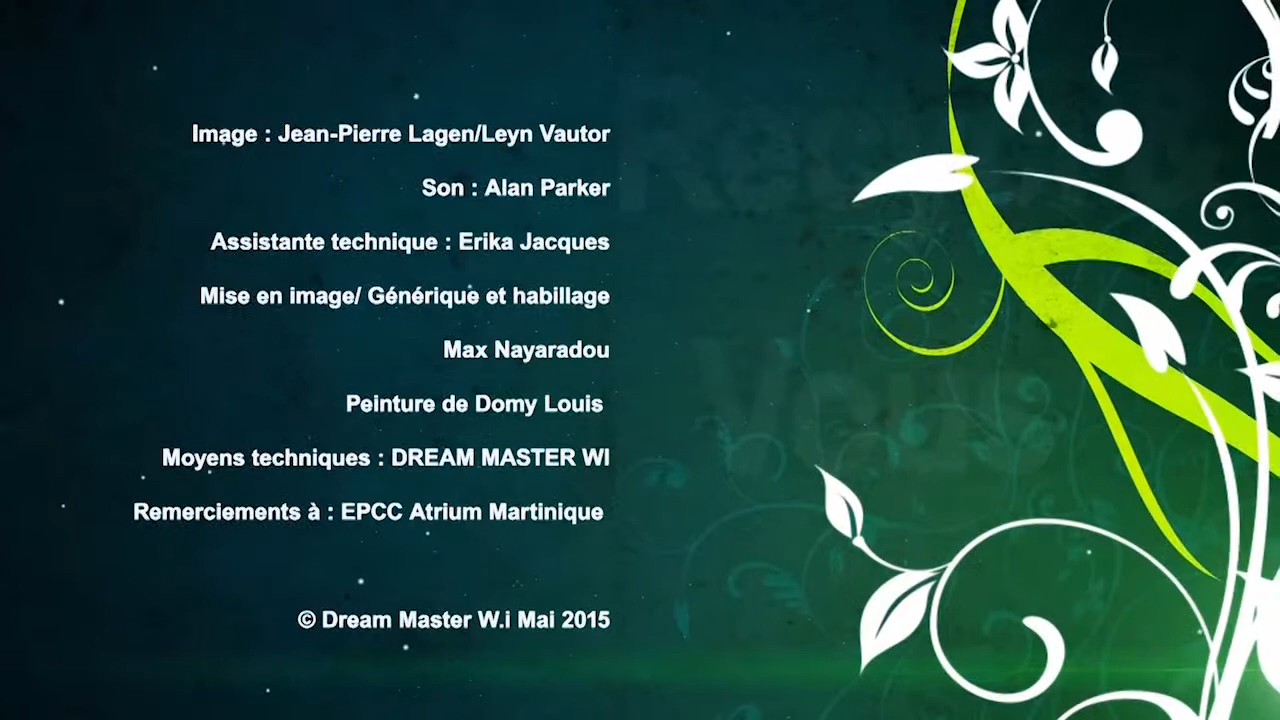 Image : Jean-Pierre Lagen/Leyn Vautor
Son : Alan Parker
Assistante technique : Erika Jacques
Mise en image/ Générique et habillage
Max Nayaradou
Peinture de Domy Louis
Moyens techniques : DREAM MASTER WI
Remerciements à : EPCC Atrium Martinique
© Dream Master W.i Mai 2015